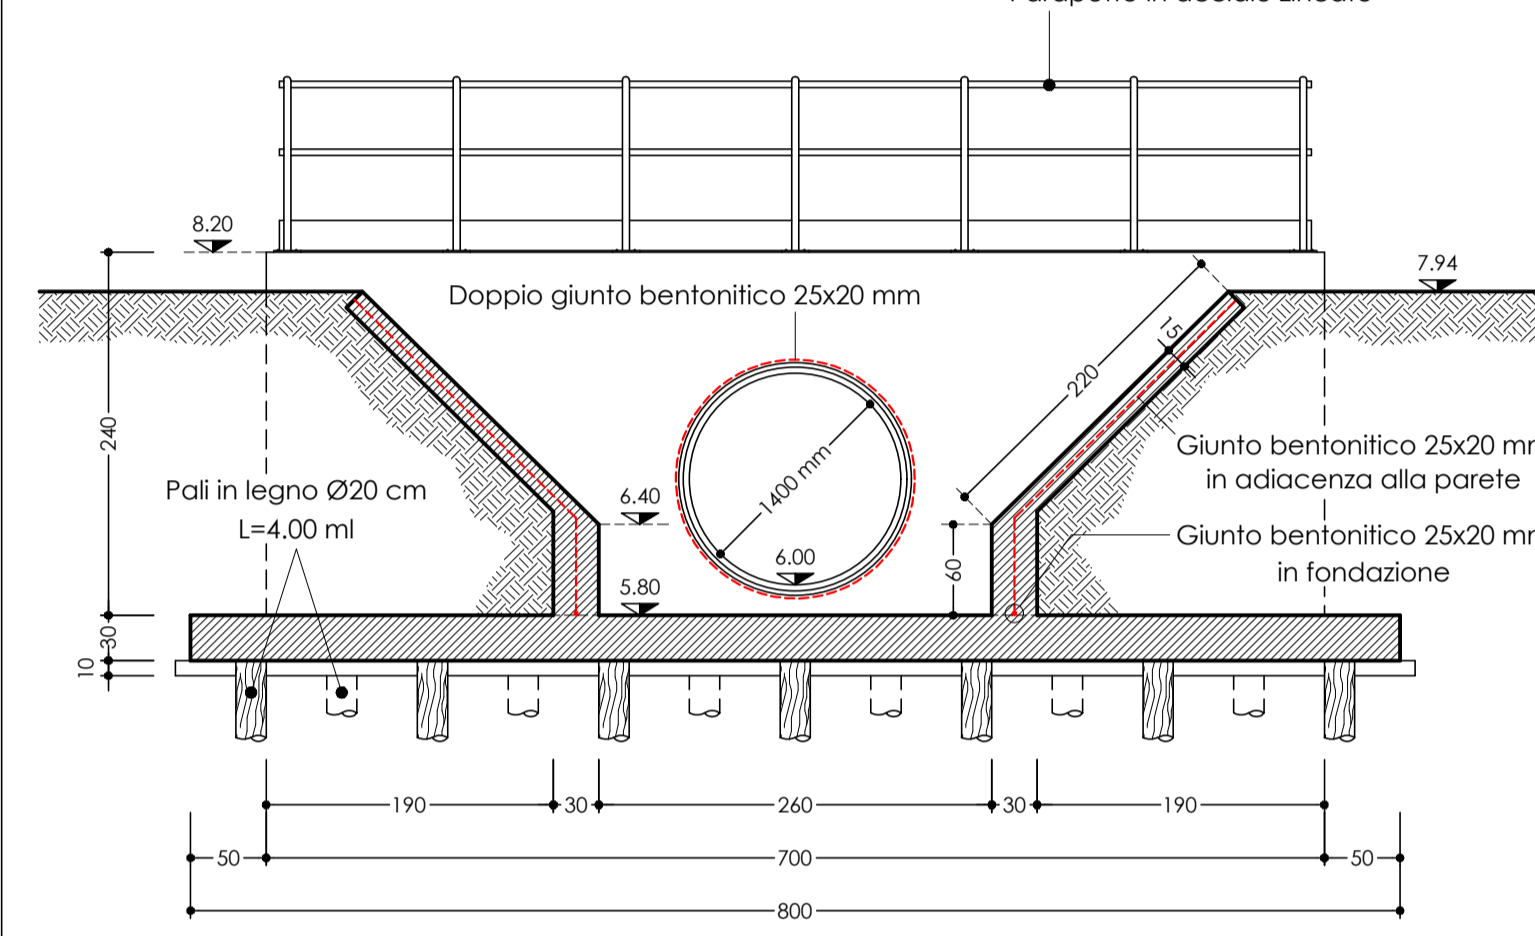 8.20
7.94
Doppio giunto bentonitico 25x20 mm
15
220
240
1400 mm
Giunto bentonitico 25x20
in adiacenza alla parete
Pali in legno Ø20 cm
L=4.00 ml
6.40
6.00
60
Giunto bentonitico 25x20
in fondazione
5.80
30
10
190
30
260
30
190
50
700
50
800